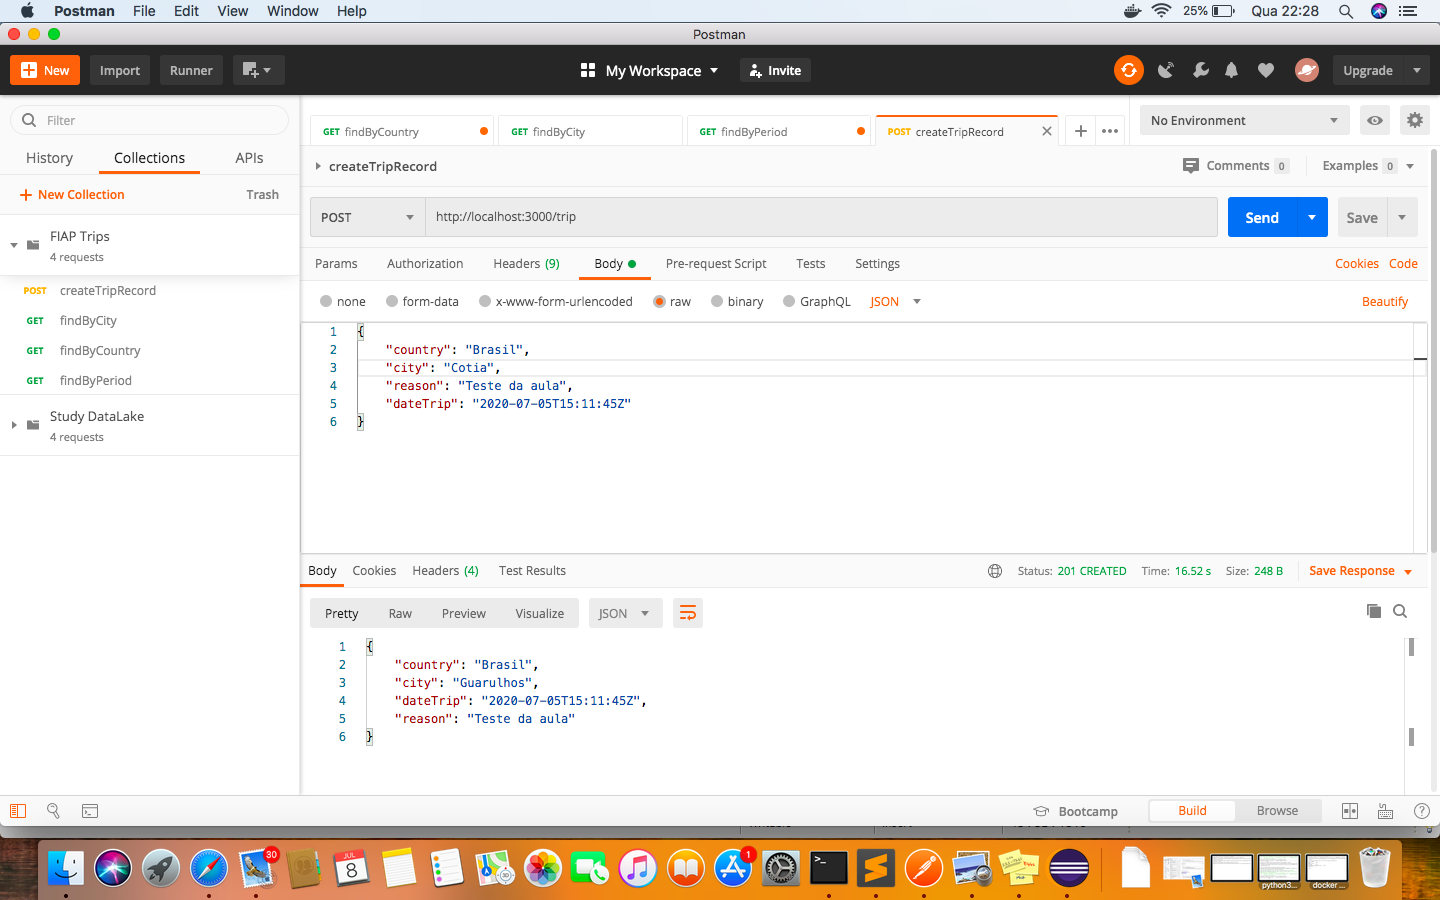 Postman File Edit View Window Help 25% Qua 22:28
Postman
New Import Runner My Workspace Invite Upgrade
Filter
History Collections APIs
New Collection Trash
FIAP Trips
4 requests
POST createTripRecord
GET findByCity
GET findByCountry
GET findByPeriod
Study DataLake
4 requests
GET findByCountry GET findByCity GET findByPeriod POST createTripRecord No Environment
createTripRecord Comments 0 Examples 0
POST http://localhost:3000/trip Send Save
Params Authorization Headers (9) Body Pre-request Script Tests Settings Cookies Code
none form-data x-www-form-urlencoded raw binary GraphQL JSON Beautify
1 {
2 "country": "Brasil",
3 "city": "Cotia",
4 "reason": "Teste da aula",
5 "dateTrip": "2020-07-05T15:11:45Z"
6 }
Body Cookies Headers (4) Test Results Status: 201 CREATED Time: 16.52 s Size: 248 B Save Response
Pretty Raw Preview Visualize JSON
1 {
2 "country": "Brasil",
3 "city": "Guarulhos",
4 "dateTrip": "2020-07-05T15:11:45Z",
5 "reason": "Teste da aula"
6 }
Bootcamp Build Browse
30 JUL 8 1
python3... docker ...